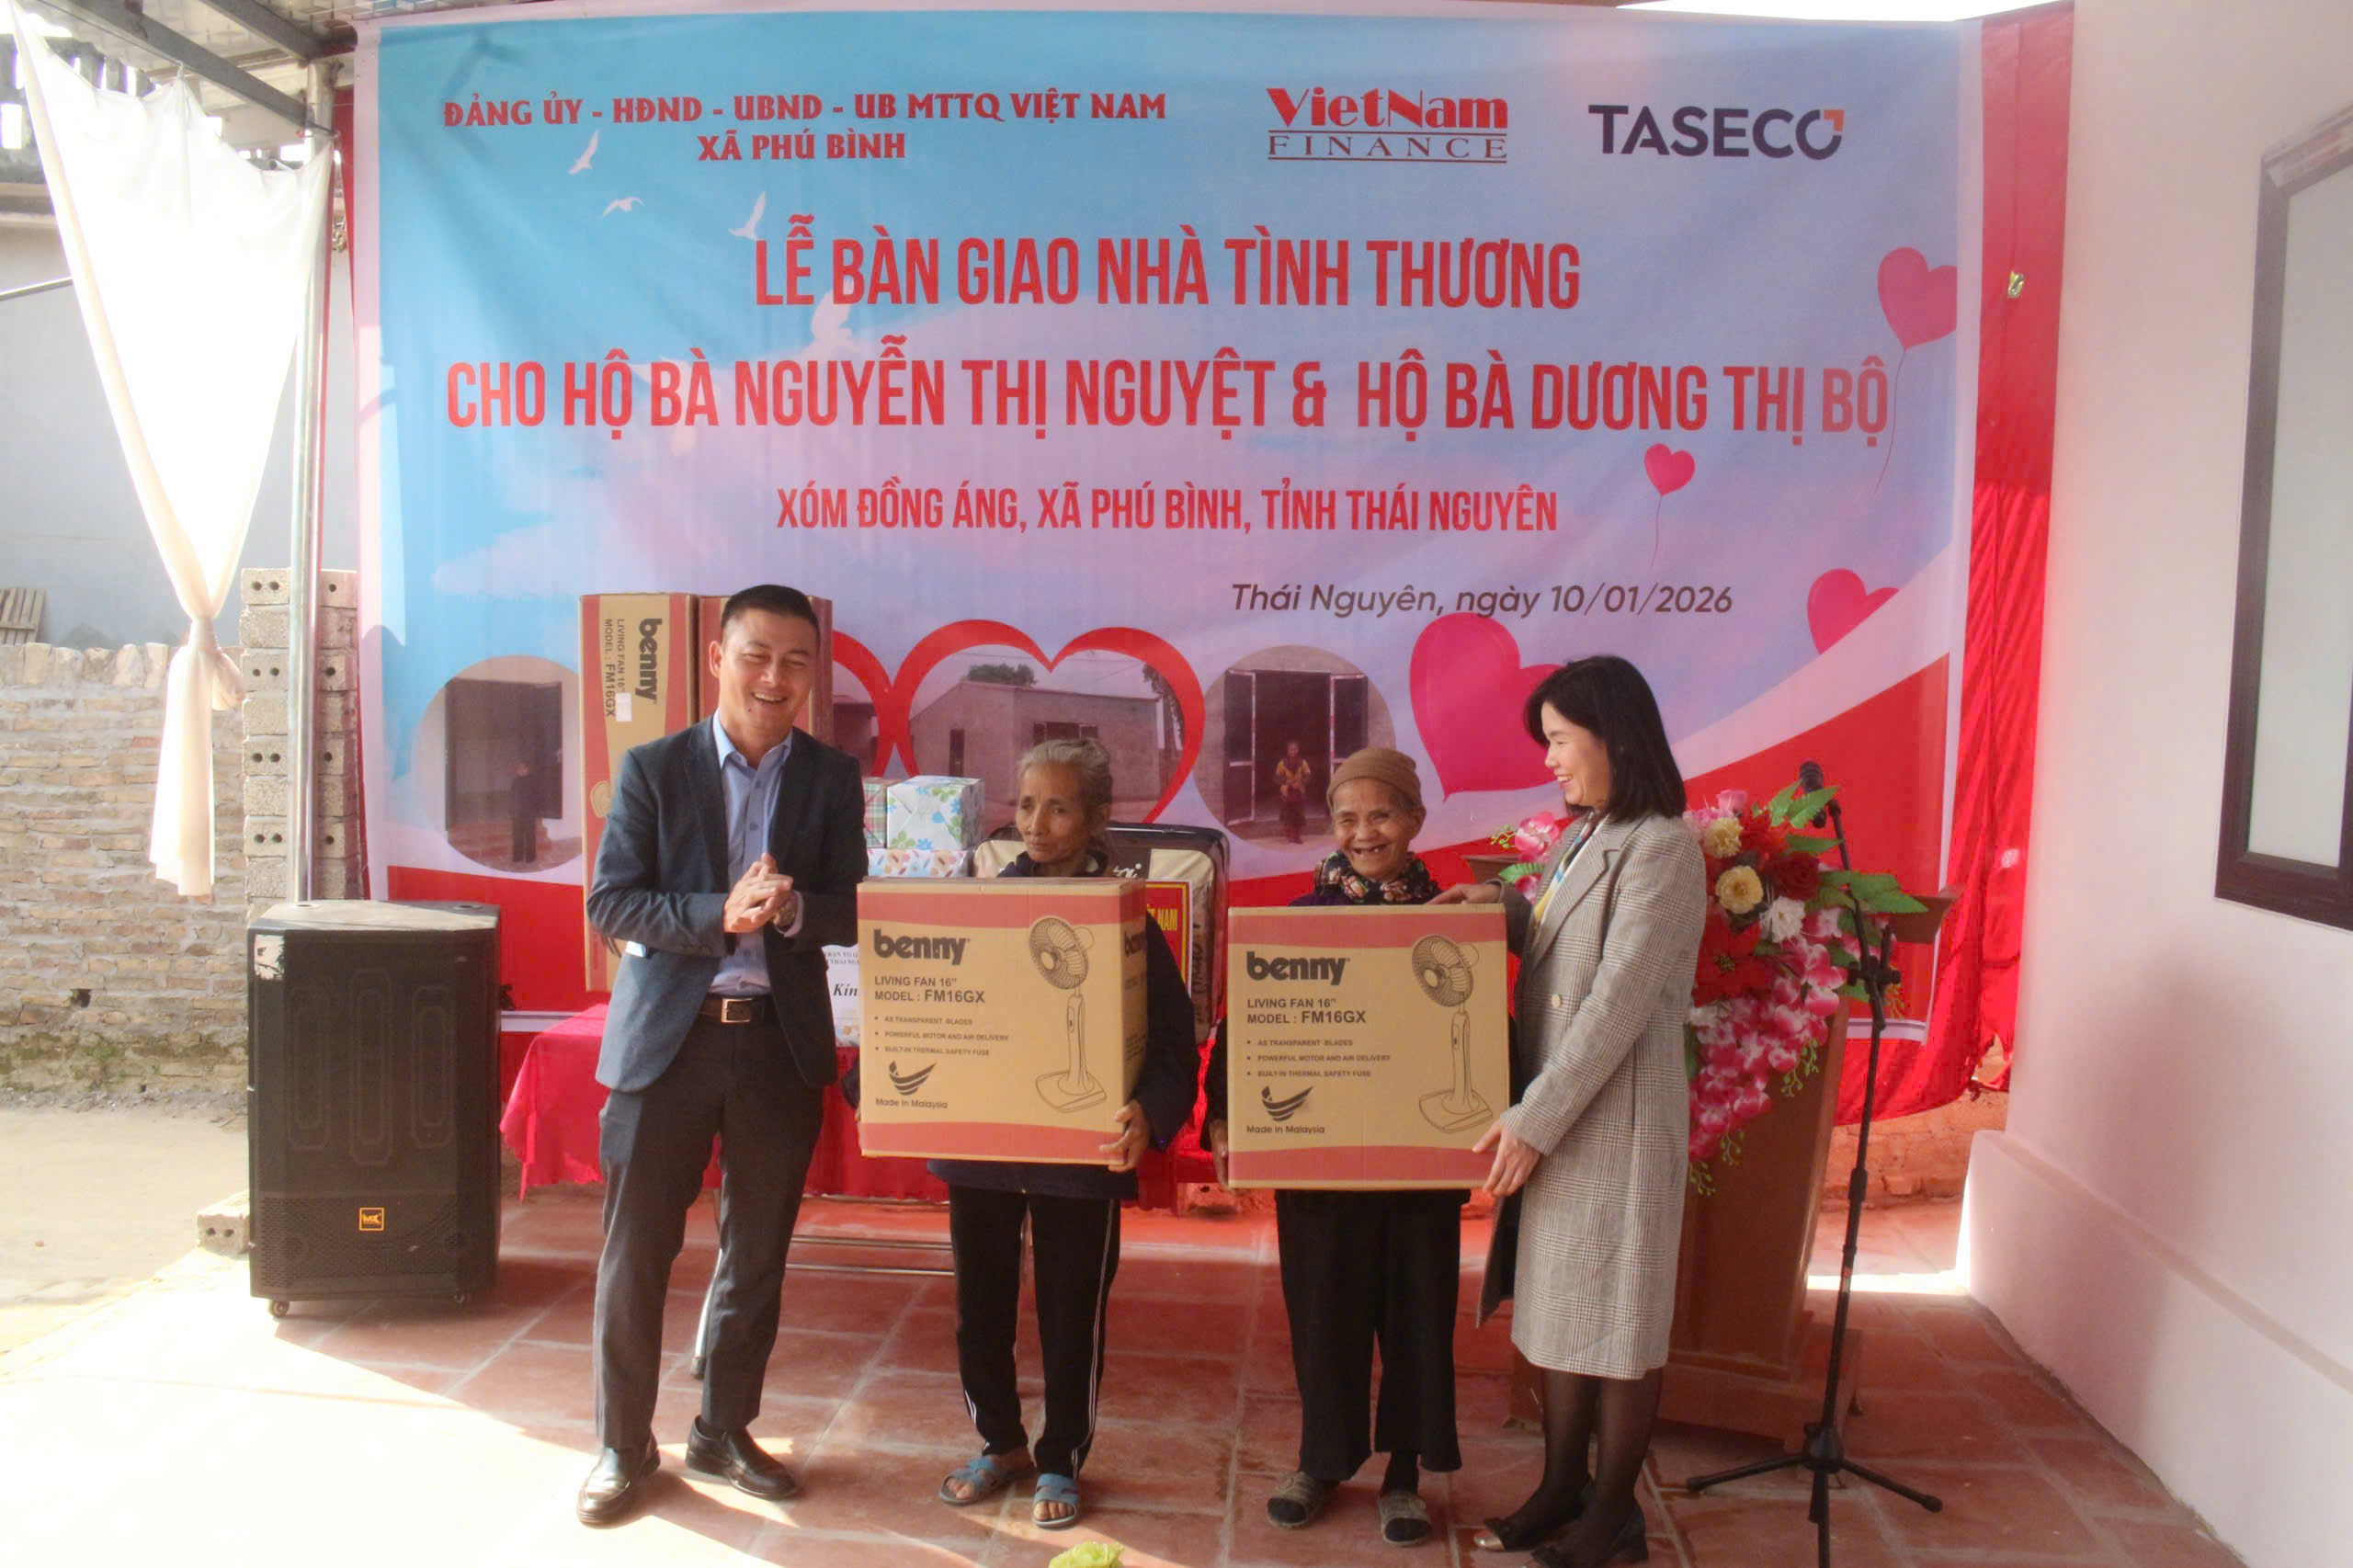 ĐẢNG ỦY - HĐND - UBND - UB MTTQ VIỆT NAM
XÃ PHÚ BÌNH
VietNam
FINANCE
TASECO
LỄ BÀN GIAO NHÀ TÌNH THƯƠNG
CHO HỘ BÀ NGUYỄN THỊ NGUYỆT & HỘ BÀ DƯƠNG THỊ BỘ
XÓM ĐỒNG ÁNG, XÃ PHÚ BÌNH, TỈNH THÁI NGUYÊN
Thái Nguyên, ngày 10/01/2026
benny
LIVING FAN 16"
MODEL : FM16GX
benny
LIVING FAN 16"
MODEL : FM16GX
AS TRANSPARENT BLADES
POWERFUL MOTOR AND AIR DELIVERY
BUILT-IN THERMAL SAFETY FUSE
Made In Malaysia
benny
LIVING FAN 16"
MODEL : FM16GX
AS TRANSPARENT BLADES
POWERFUL MOTOR AND AIR DELIVERY
BUILT-IN THERMAL SAFETY FUSE
Made In Malaysia
NAM